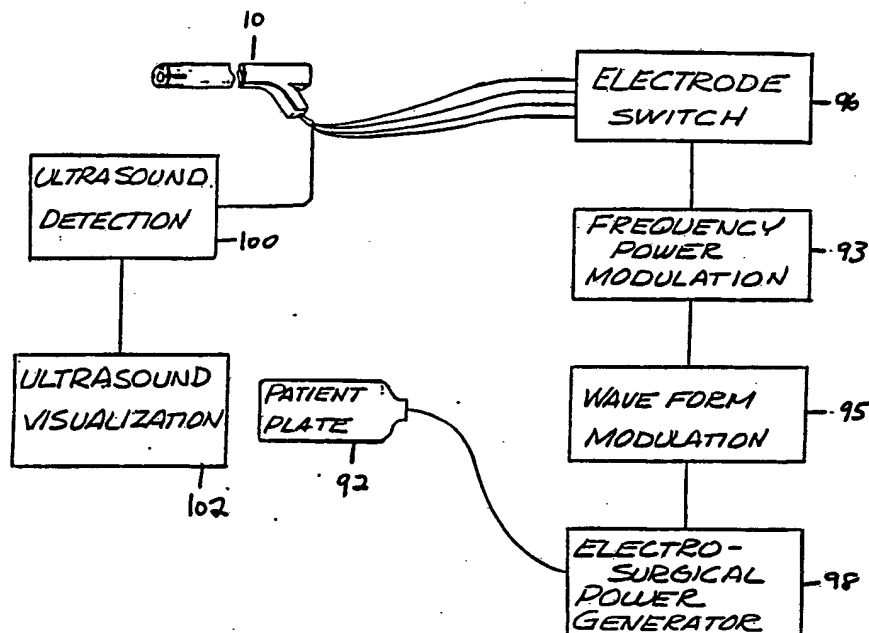 10
ELECTRODE
SWITCH
96
ULTRASOUND
DETECTION
100
FREQUENCY
POWER
MODULATION
93
ULTRASOUND
VISUALIZATION
102
PATIENT
PLATE
92
WAVE FORM
MODULATION
95
ELECTRO-
SURGICAL
POWER
GENERATOR
98